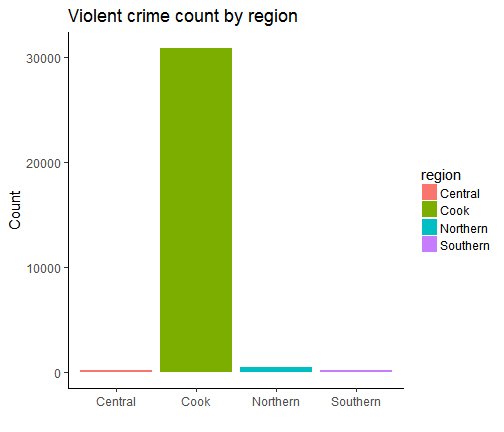 Violent crime count by region
Count
30000
20000
10000
0
Central Cook Northern Southern
region
Central
Cook
Northern
Southern